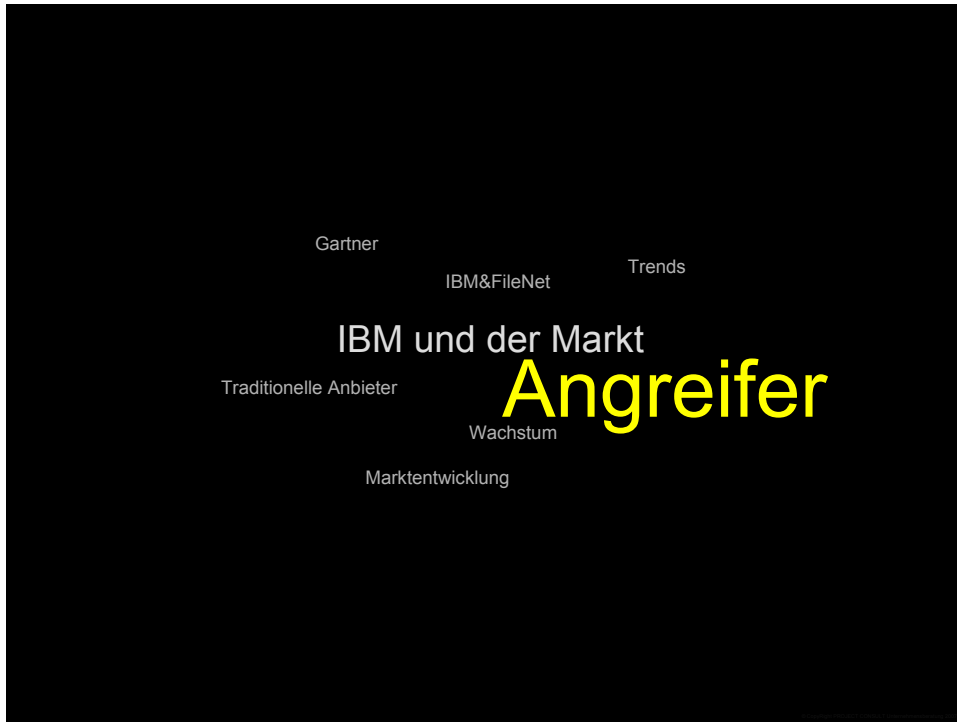 Gartner
Trends
IBM&FileNet
IBM und der Markt
Angreifer
Traditionelle Anbieter
Wachstum
Marktentwicklung